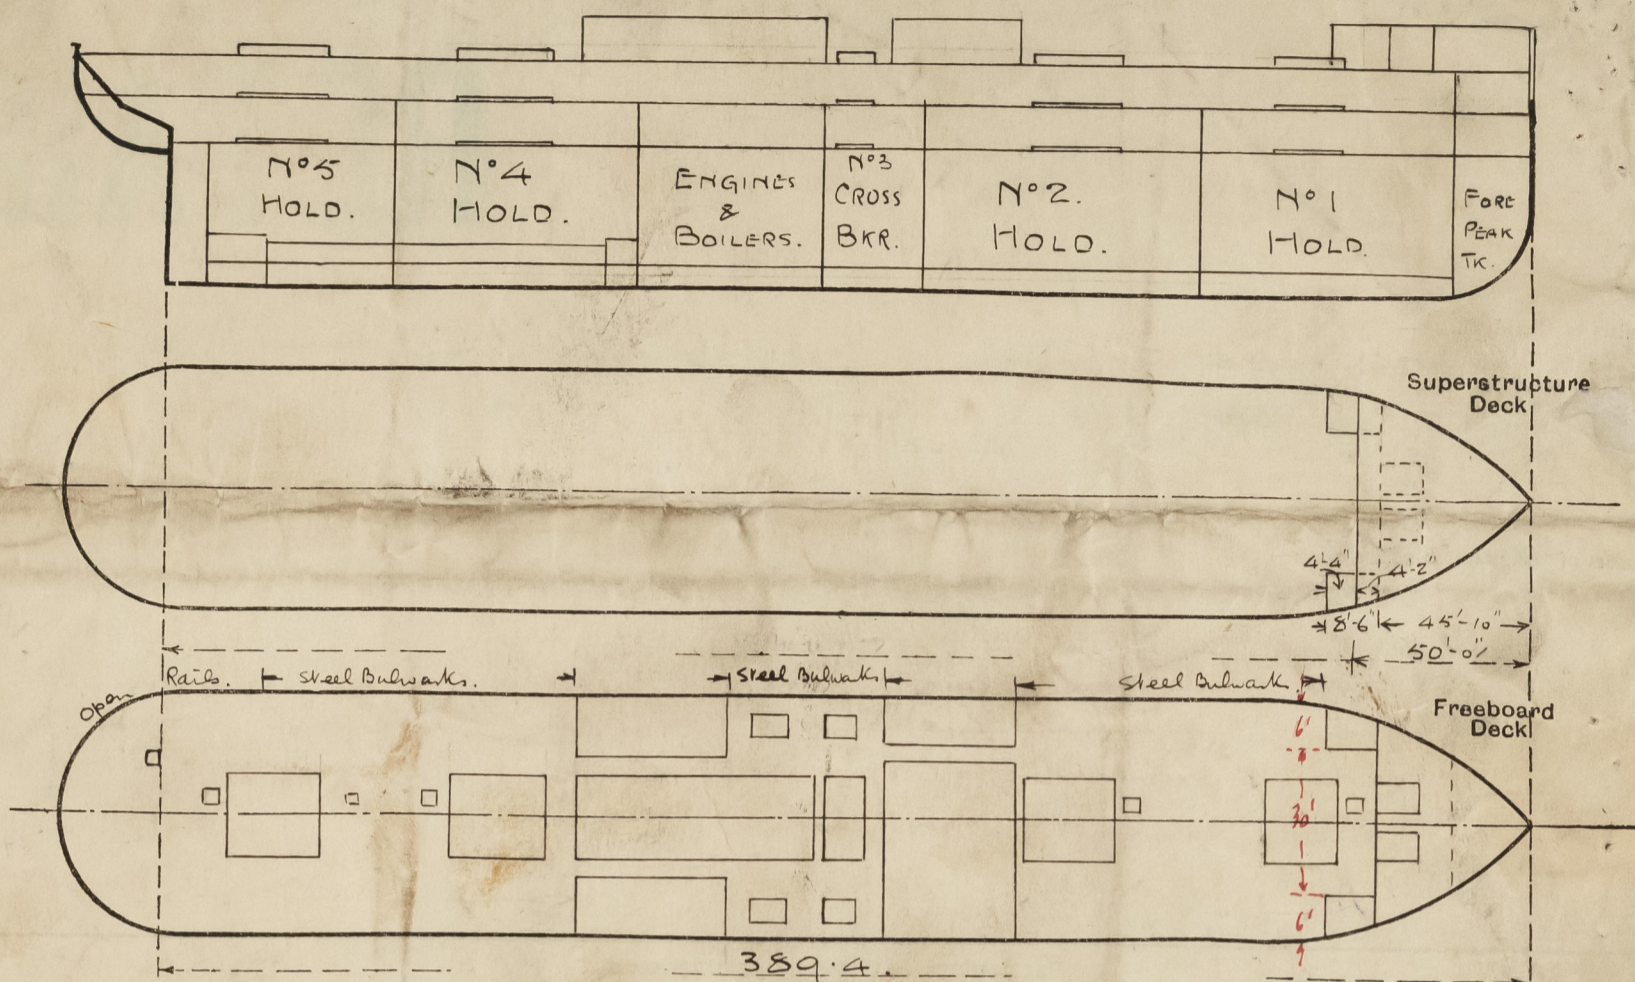 Nº5
HOLD.
Nº4
HOLD.
ENGINES
&
BOILERS.
Nº3
CROSS
BKR.
Nº2.
HOLD.
Nº1
HOLD.
FORE
PEAK
TK.
Superstructure
Deck
4'-4"
4'-2"
8'-6"
45'-10"
50'-0"
Rails.
Steel Bulwarks.
Steel Bulwarks
Steel Bulwarks.
Open
Freeboard
Deck
6'
30'
6'
389.4.